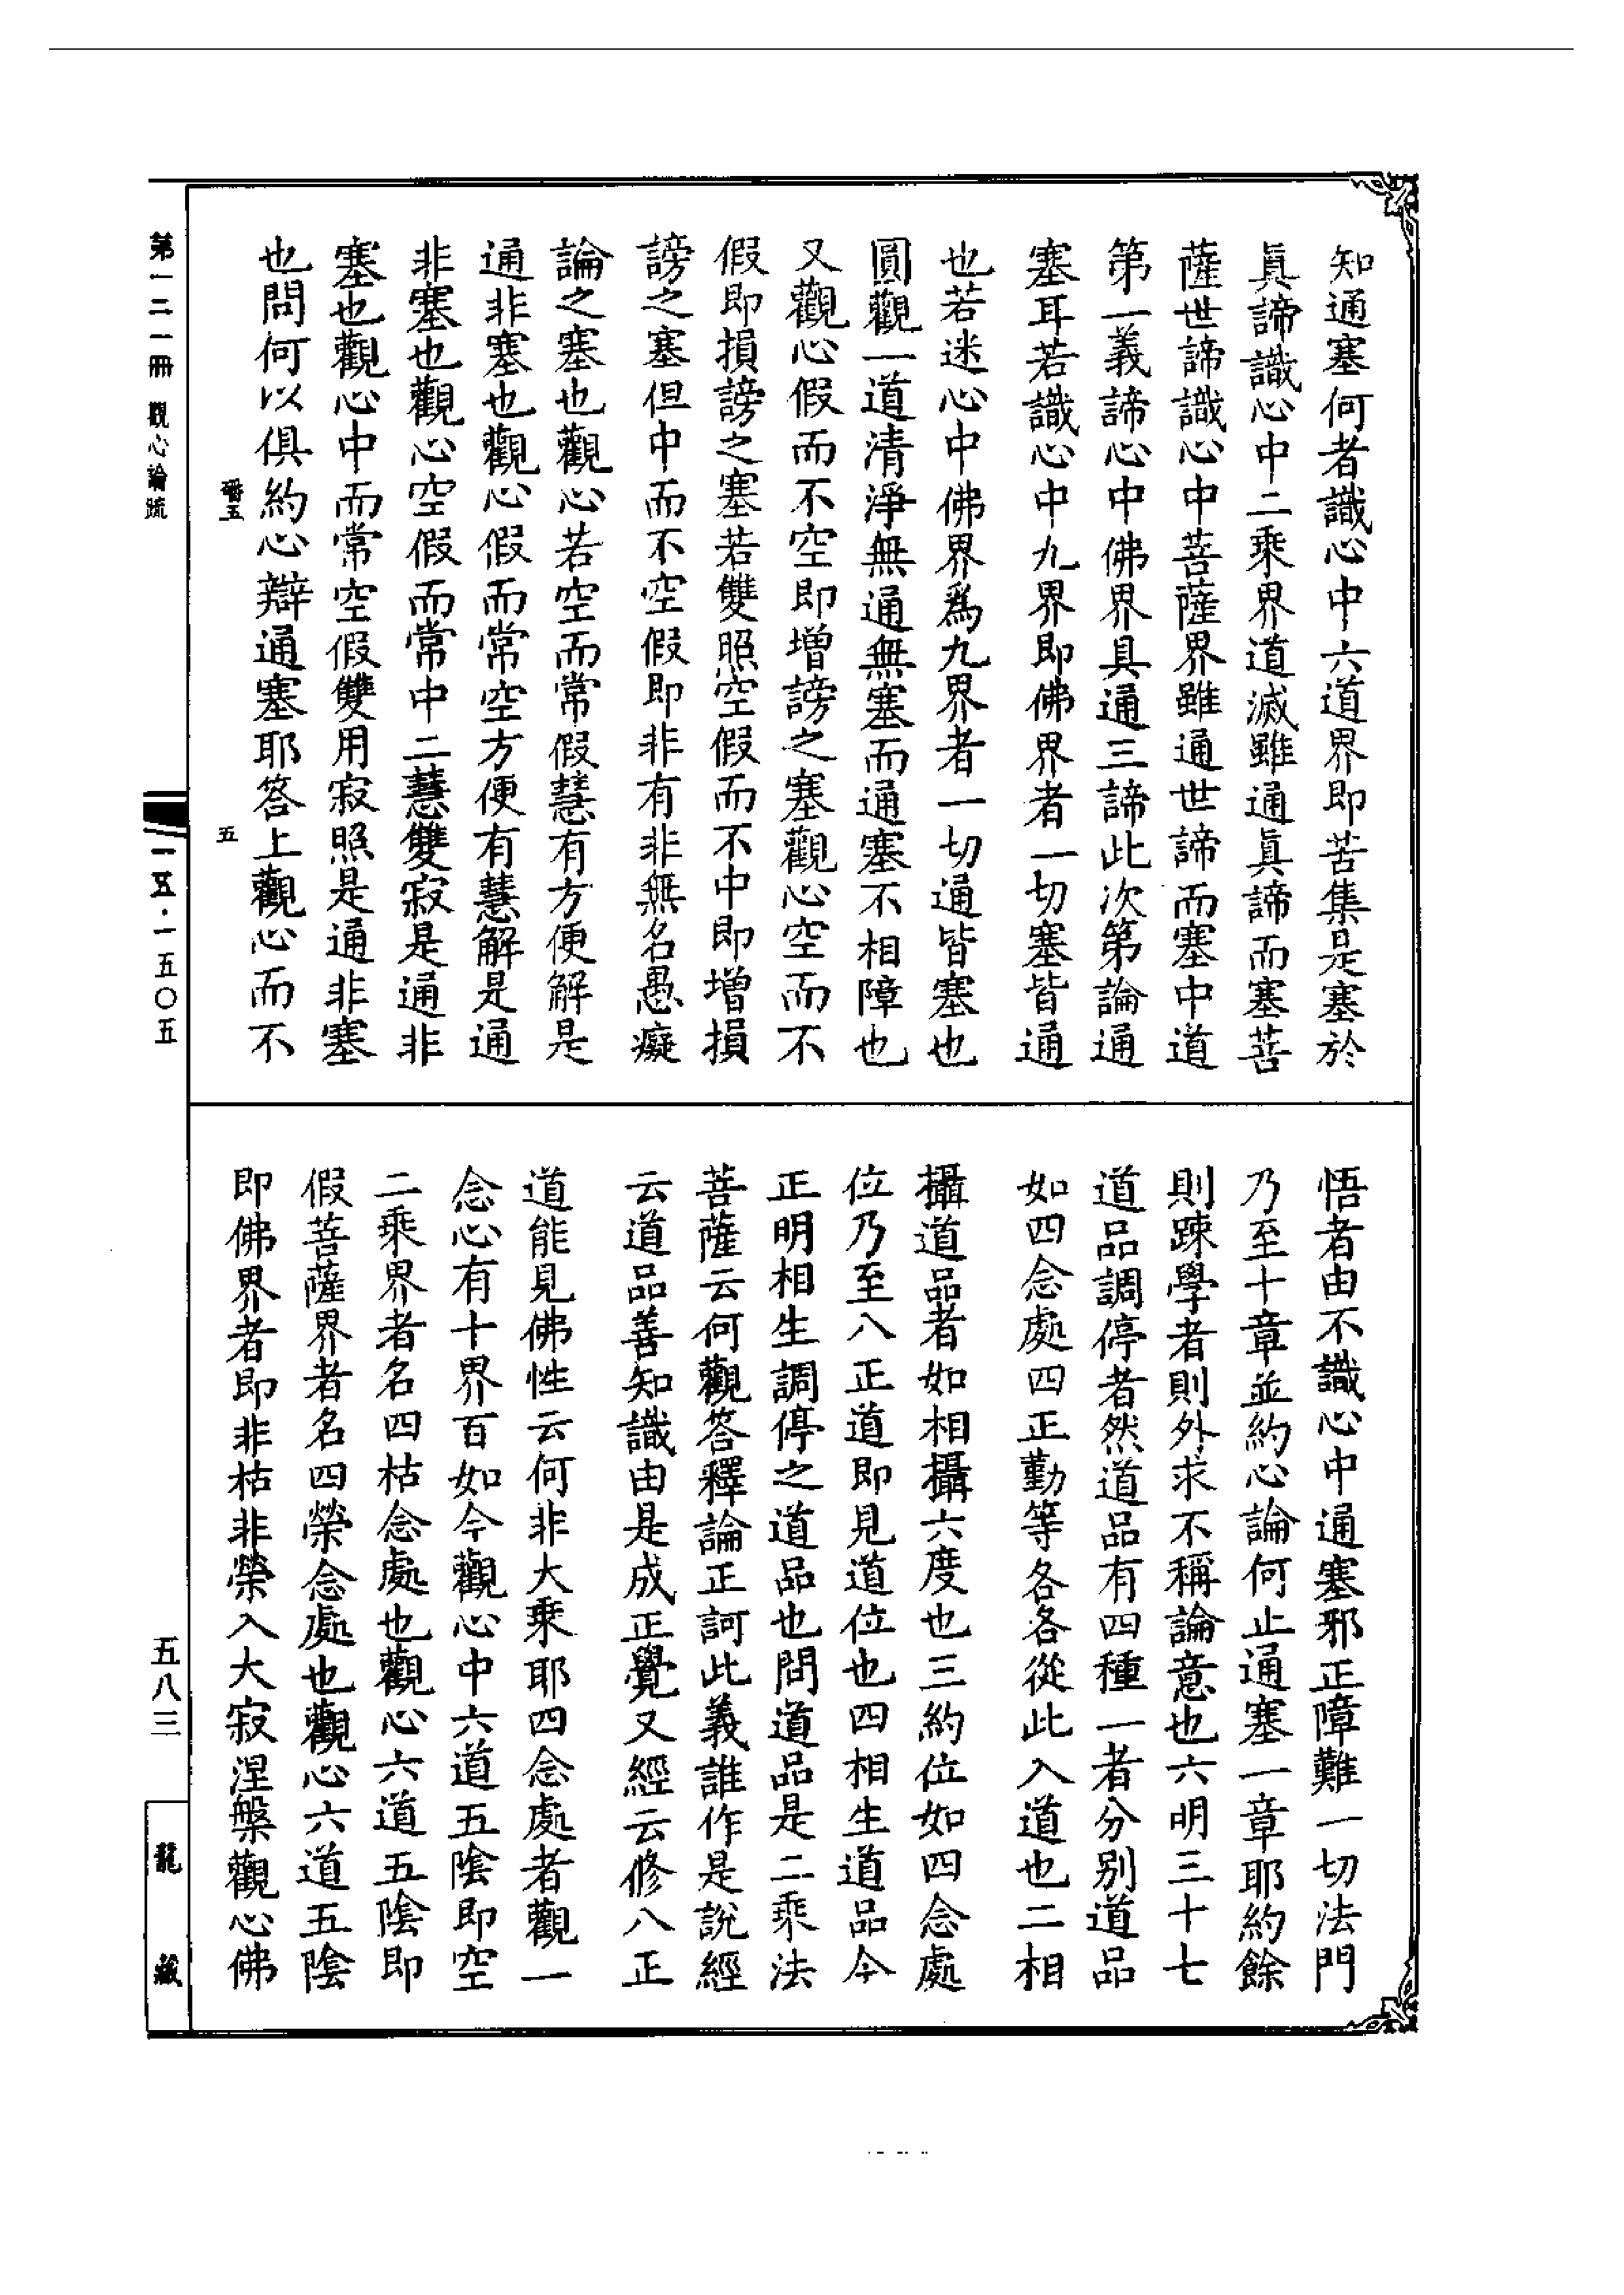 知通塞何者識心中六道界即苦集是塞於
眞諦識心中二乘界道滅雖通眞諦而塞菩
薩世諦識心中菩薩界雖通世諦而塞中道
第一義諦心中佛界具通三諦此次第論通
塞耳若識心中九界即佛界者一切塞皆通
也若迷心中佛界爲九界者一切通皆塞也
圓觀一道清淨無通無塞而通塞不相障也
又觀心假而不空即增謗之塞觀心空而不
假即損謗之塞若雙照空假而不中即增損
謗之塞但中而不空假即非有非無名愚癡
論之塞也觀心若空而常假慧有方便解是
通非塞也觀心假而常空方便有慧解是通
非塞也觀心空假而常中二慧雙寂是通非
塞也觀心中而常空假雙用寂照是通非塞
也問何以俱約心辯通塞耶答上觀心而不
悟者由不識心中通塞邪正障難一切法門
乃至十章並約心論何止通塞一章耶約餘
則踈學者則外求不稱論意也六明三十七
道品調停者然道品有四種一者分別道品
如四念處四正勤等各各從此入道也二相
攝道品者如相攝六度也三約位如四念處
位乃至八正道即見道位也四相生道品今
正明相生調停之道品也問道品是二乘法
菩薩云何觀答釋論正訶此義誰作是說經
云道品善知識由是成正覺又經云修八正
道能見佛性云何非大乘耶四念處者觀一
念心有十界百如今觀心中六道五陰即空
二乘界者名四枯念處也觀心六道五陰即
假菩薩界者名四榮念處也觀心六道五陰
即佛界者即非枯非榮入大寂涅槃觀心佛
第一二一冊 觀心論疏
五
一五·一五〇五
五八三
龍藏